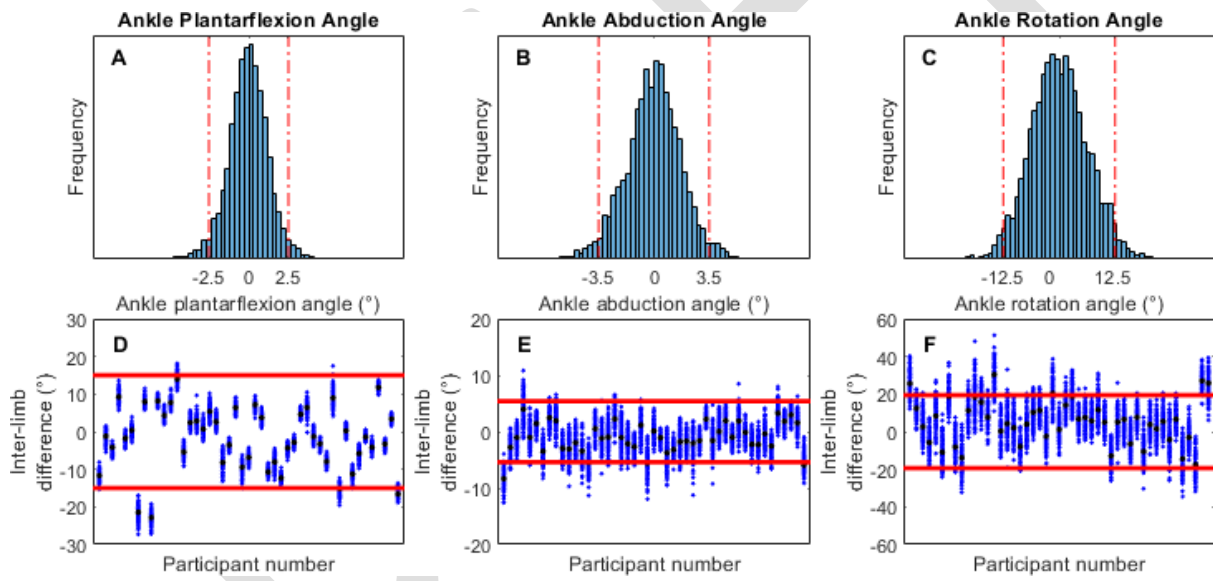 Ankle Plantarflexion Angle
A
Frequency
-2.5 0 2.5
Ankle plantarflexion angle (°)
Ankle Abduction Angle
B
Frequency
-3.5 0 3.5
Ankle abduction angle (°)
Ankle Rotation Angle
C
Frequency
-12.5 0 12.5
Ankle rotation angle (°)
D
Inter-limb
difference (°)
30
20
10
0
-10
-20
-30
Participant number
E
Inter-limb
difference (°)
20
10
0
-10
-20
Participant number
F
Inter-limb
difference (°)
60
40
20
0
-20
-40
-60
Participant number